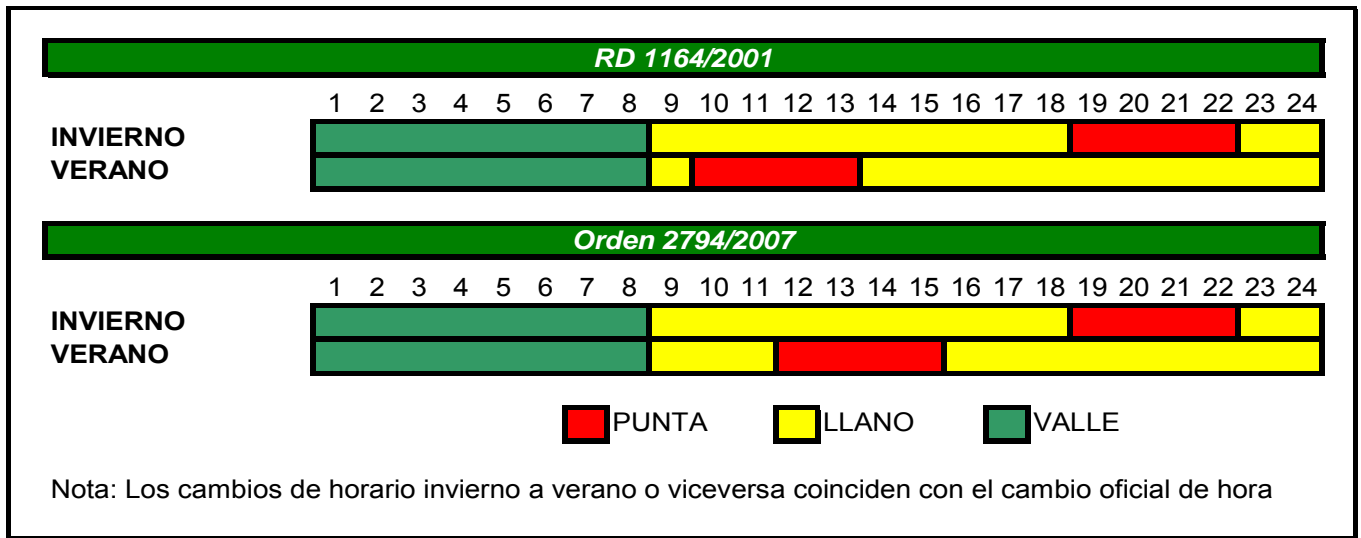 RD 1164/2001
1 2 3 4 5 6 7 8 9 10 11 12 13 14 15 16 17 18 19 20 21 22 23 24
INVIERNO
VERANO
Orden 2794/2007
1 2 3 4 5 6 7 8 9 10 11 12 13 14 15 16 17 18 19 20 21 22 23 24
INVIERNO
VERANO
PUNTA LLANO VALLE
Nota: Los cambios de horario invierno a verano o viceversa coinciden con el cambio oficial de hora